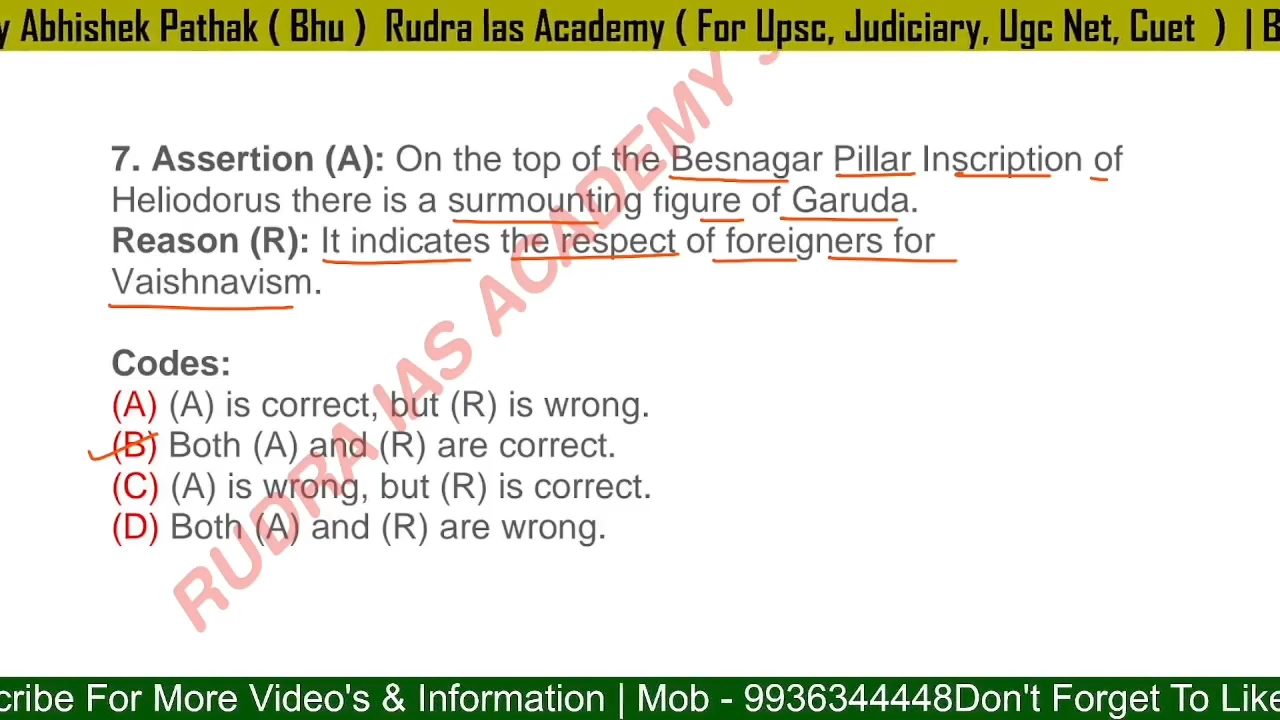 y Abhishek Pathak ( Bhu ) Rudra Ias Academy ( For Upsc, Judiciary, Ugc Net, Cuet ) | B
7. Assertion (A): On the top of the Besnagar Pillar Inscription of
Heliodorus there is a surmounting figure of Garuda.
Reason (R): It indicates the respect of foreigners for
Vaishnavism.
Codes:
(A) (A) is correct, but (R) is wrong.
(B) Both (A) and (R) are correct.
(C) (A) is wrong, but (R) is correct.
(D) Both (A) and (R) are wrong.
RUDRA IAS ACADEMY
cribe For More Video's & Information | Mob - 9936344448Don't Forget To Like